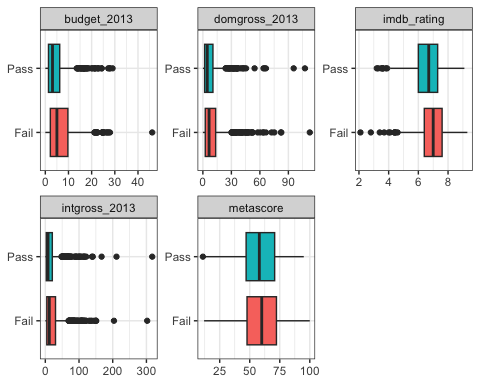 budget_2013
domgross_2013
imdb_rating
Pass
Fail
0 10 20 30 40
Pass
Fail
0 30 60 90
Pass
Fail
2 4 6 8
intgross_2013
metascore
Pass
Fail
0 100 200 300
Pass
Fail
25 50 75 100